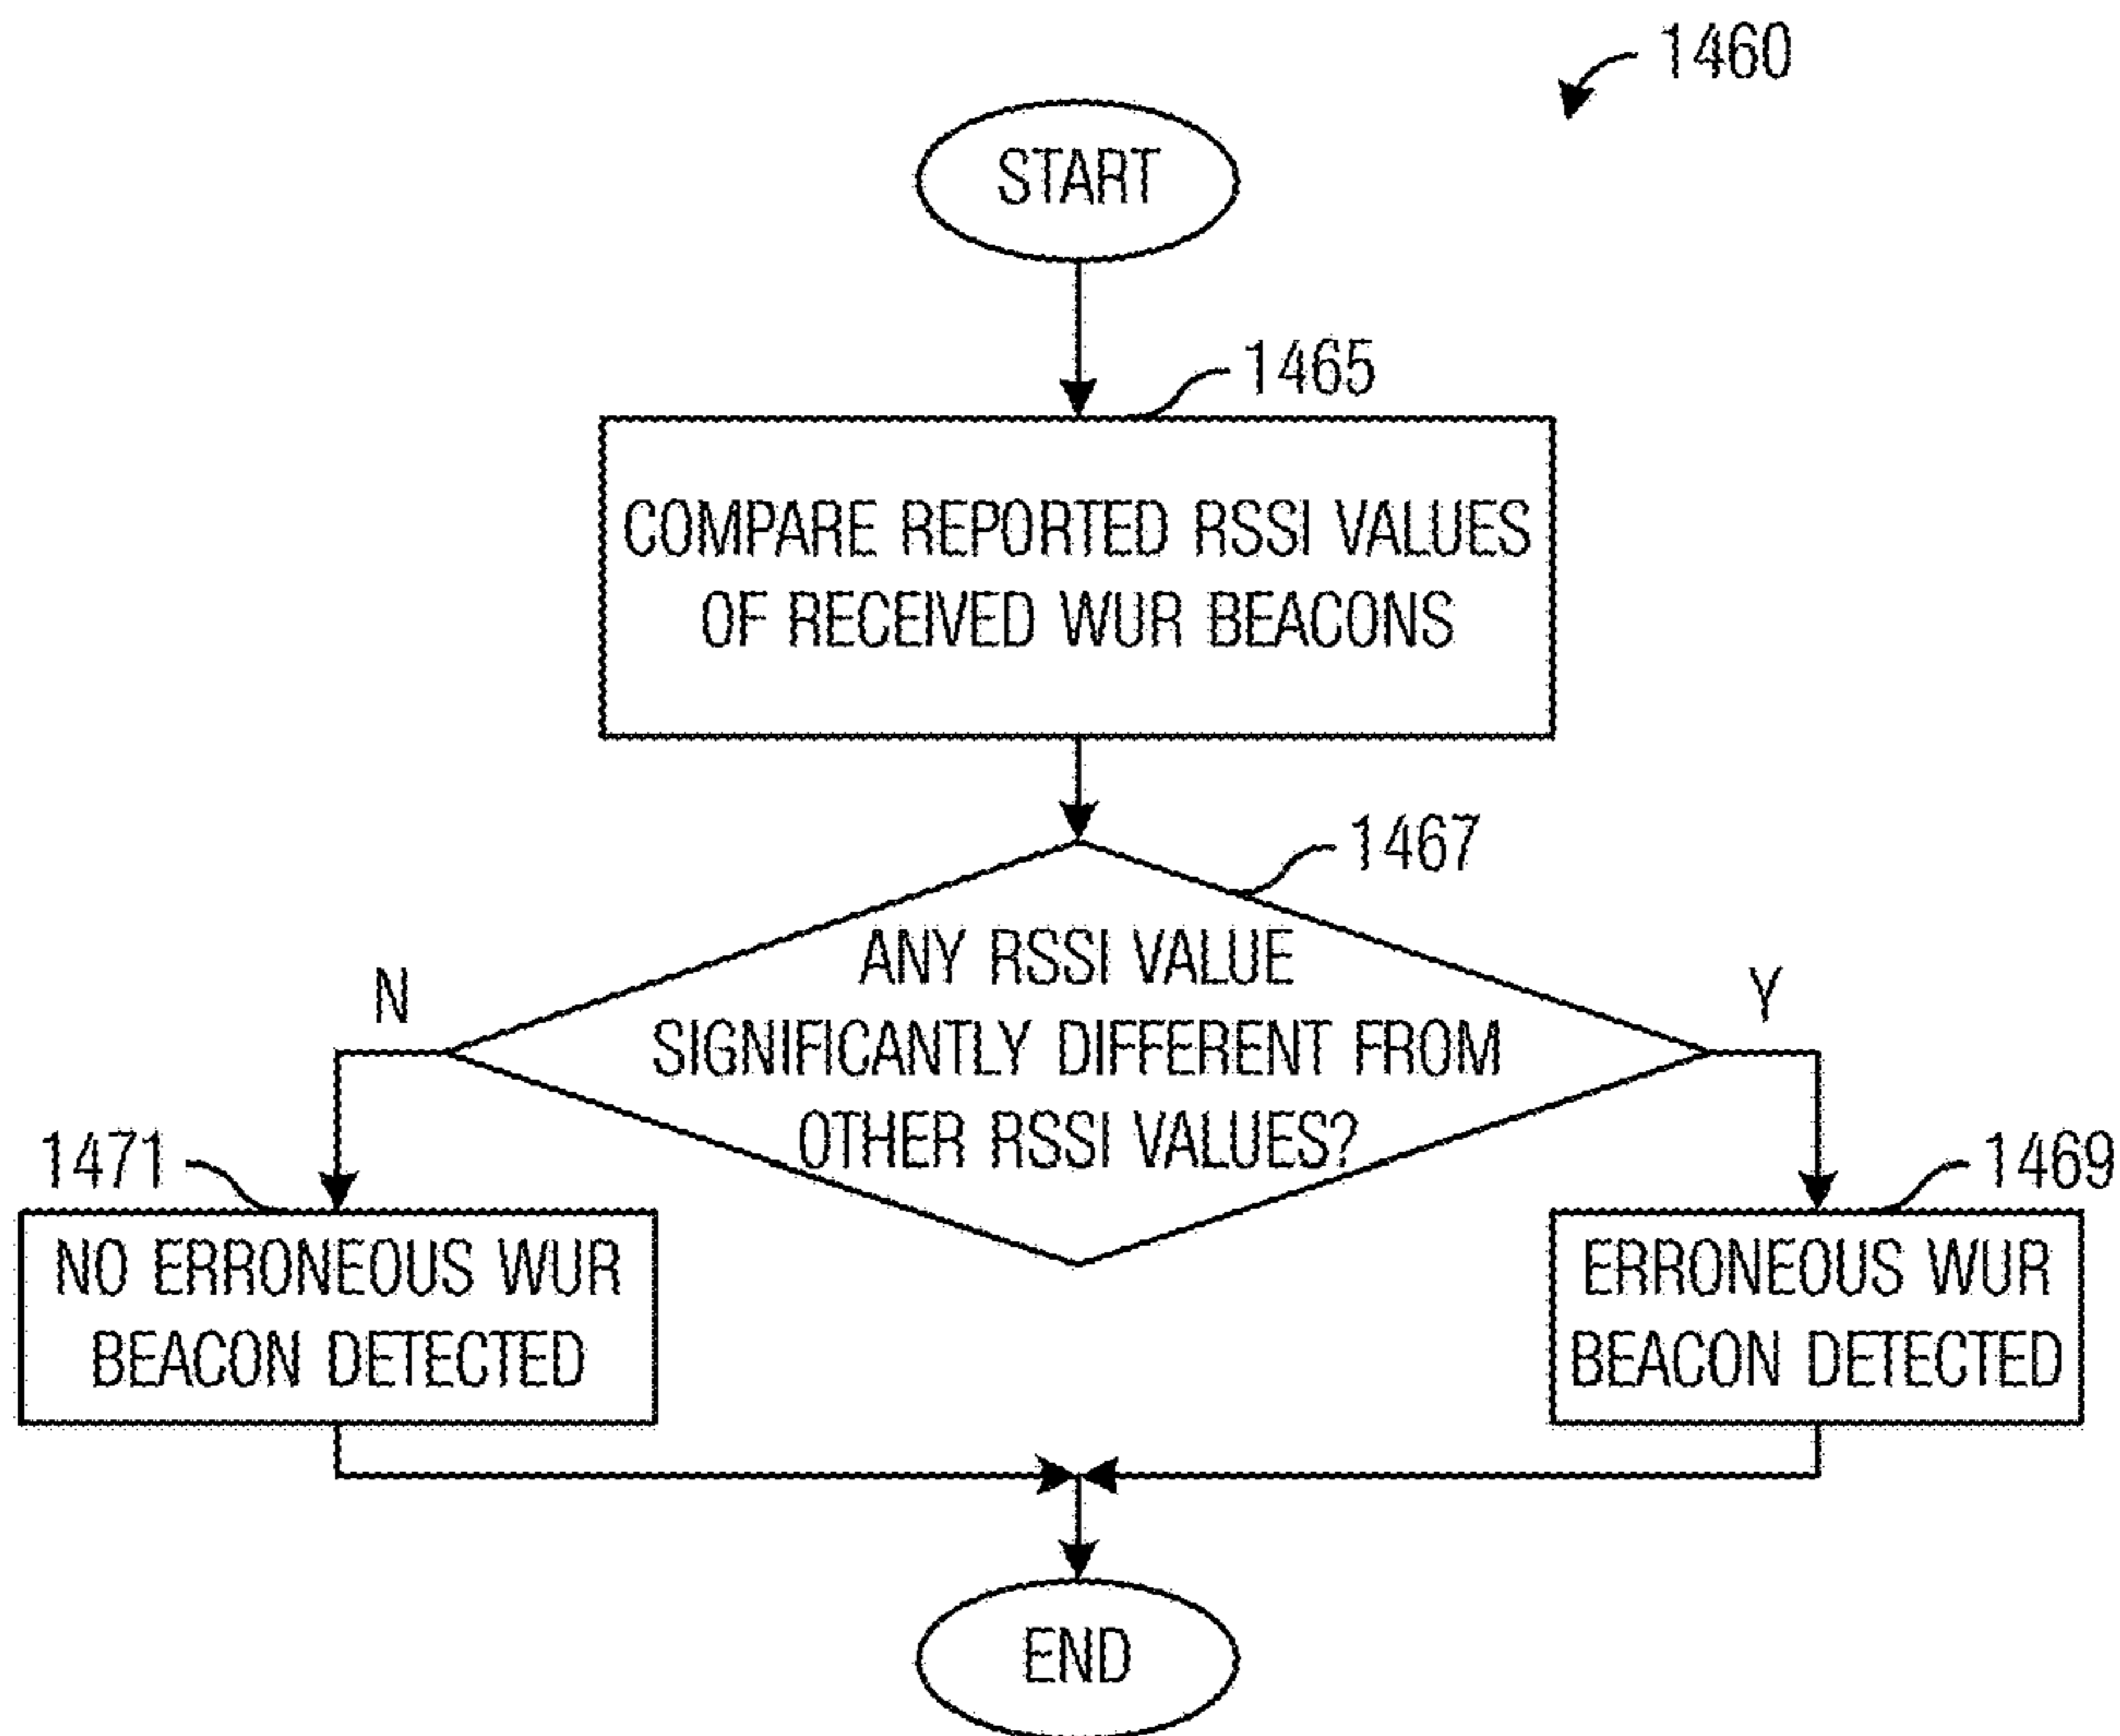 1460
START
1465
COMPARE REPORTED RSSI VALUES
OF RECEIVED WUR BEACONS
1467
ANY RSSI VALUE
SIGNIFICANTLY DIFFERENT FROM
OTHER RSSI VALUES?
N
Y
1471
NO ERRONEOUS WUR
BEACON DETECTED
1469
ERRONEOUS WUR
BEACON DETECTED
END